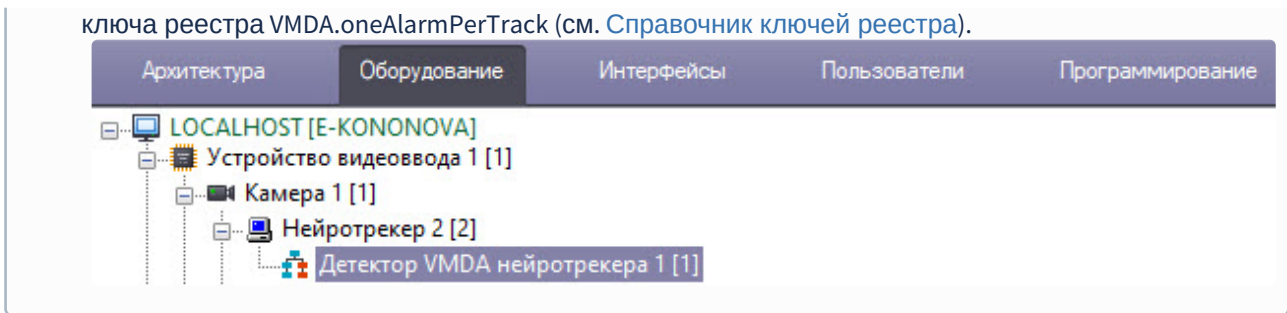 ключа реестра VMDA.oneAlarmPerTrack (см. Справочник ключей реестра).
Архитектура Оборудование Интерфейсы Пользователи Программирование
LOCALHOST [E-KONONOVA]
Устройство видеоввода 1 [1]
Камера 1 [1]
Нейротрекер 2 [2]
Детектор VMDA нейротрекера 1 [1]